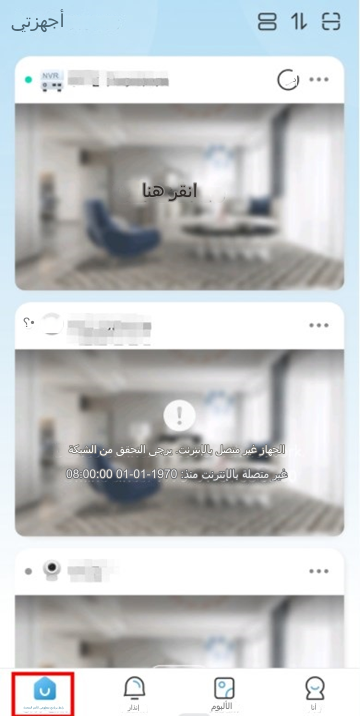 أجهزتي
NVR
انقر هنا
الجهاز غير متصل بالإنترنت. يرجى التحقق من الشبكة
غير متصلة بالإنترنت منذ: 1970-01-01 08:00:00
إنذار
الألبوم
أنا